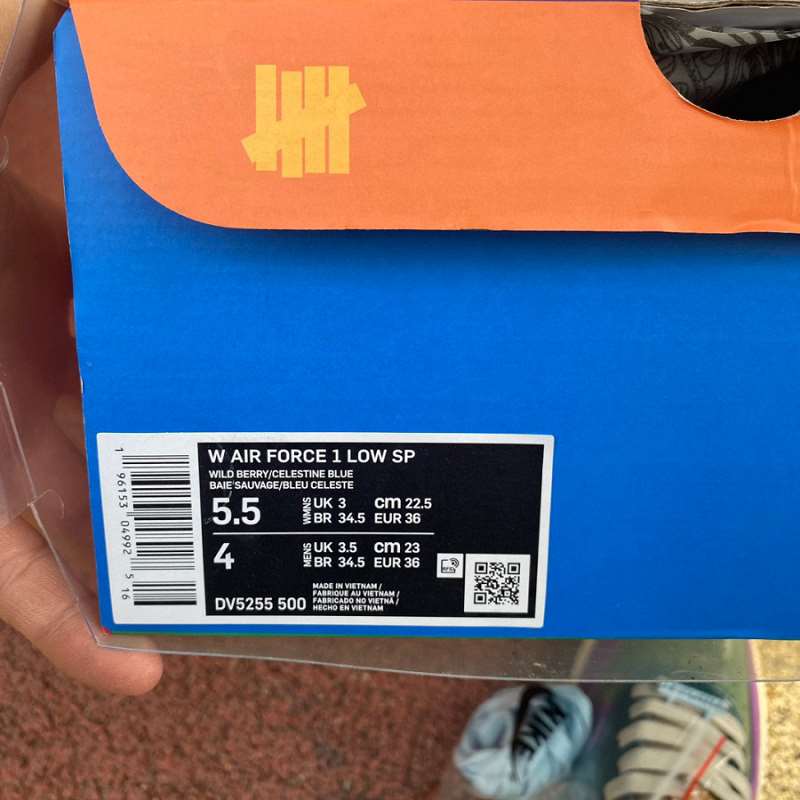 W AIR FORCE 1 LOW SP
WILD BERRY/CELESTINE BLUE
BAIE SAUVAGE/BLEU CELESTE
5.5 WMNS UK 3 cm 22.5
BR 34.5 EUR 36
4 MENS UK 3.5 cm 23
BR 34.5 EUR 36
DV5255 500
MADE IN VIETNAM /
FABRIQUE AU VIETNAM /
FABRICADO NO VIETNÃ /
HECHO EN VIETNAM
1 96153 04992 5 16
NIKE